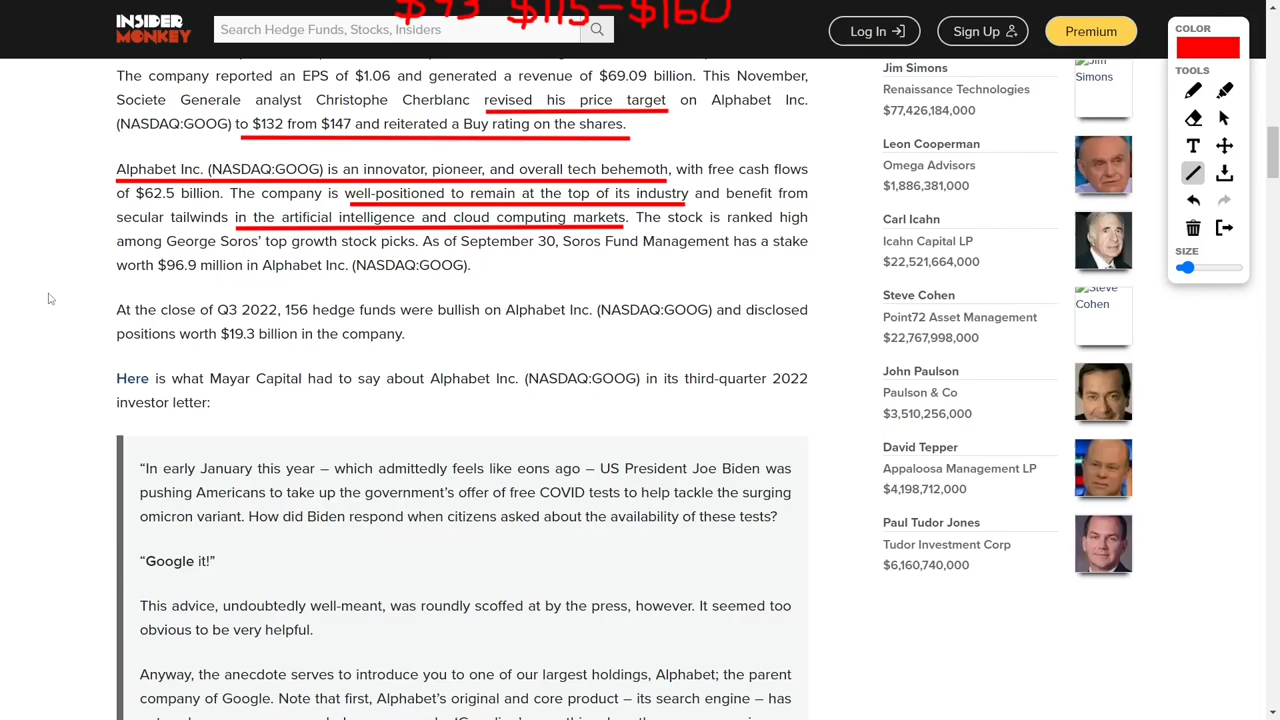 $93 $115-$160
INSIDER
MONKEY
Search Hedge Funds, Stocks, Insiders
Log In
Sign Up
Premium
The company reported an EPS of $1.06 and generated a revenue of $69.09 billion. This November,
Societe Generale analyst Christophe Cherblanc revised his price target on Alphabet Inc.
(NASDAQ:GOOG) to $132 from $147 and reiterated a Buy rating on the shares.
Alphabet Inc. (NASDAQ:GOOG) is an innovator, pioneer, and overall tech behemoth, with free cash flows
of $62.5 billion. The company is well-positioned to remain at the top of its industry and benefit from
secular tailwinds in the artificial intelligence and cloud computing markets. The stock is ranked high
among George Soros’ top growth stock picks. As of September 30, Soros Fund Management has a stake
worth $96.9 million in Alphabet Inc. (NASDAQ:GOOG).
At the close of Q3 2022, 156 hedge funds were bullish on Alphabet Inc. (NASDAQ:GOOG) and disclosed
positions worth $19.3 billion in the company.
Here is what Mayar Capital had to say about Alphabet Inc. (NASDAQ:GOOG) in its third-quarter 2022
investor letter:
“In early January this year – which admittedly feels like eons ago – US President Joe Biden was
pushing Americans to take up the government’s offer of free COVID tests to help tackle the surging
omicron variant. How did Biden respond when citizens asked about the availability of these tests?
“Google it!”
This advice, undoubtedly well-meant, was roundly scoffed at by the press, however. It seemed too
obvious to be very helpful.
Anyway, the anecdote serves to introduce you to one of our largest holdings, Alphabet; the parent
company of Google. Note that first, Alphabet’s original and core product – its search engine – has
Jim Simons
Renaissance Technologies
$77,426,184,000
Jim
Simons
Leon Cooperman
Omega Advisors
$1,886,381,000
Carl Icahn
Icahn Capital LP
$22,521,664,000
Steve Cohen
Point72 Asset Management
$22,767,998,000
Steve
Cohen
John Paulson
Paulson & Co
$3,510,256,000
David Tepper
Appaloosa Management LP
$4,198,712,000
Paul Tudor Jones
Tudor Investment Corp
$6,160,740,000
COLOR
TOOLS
T
SIZE